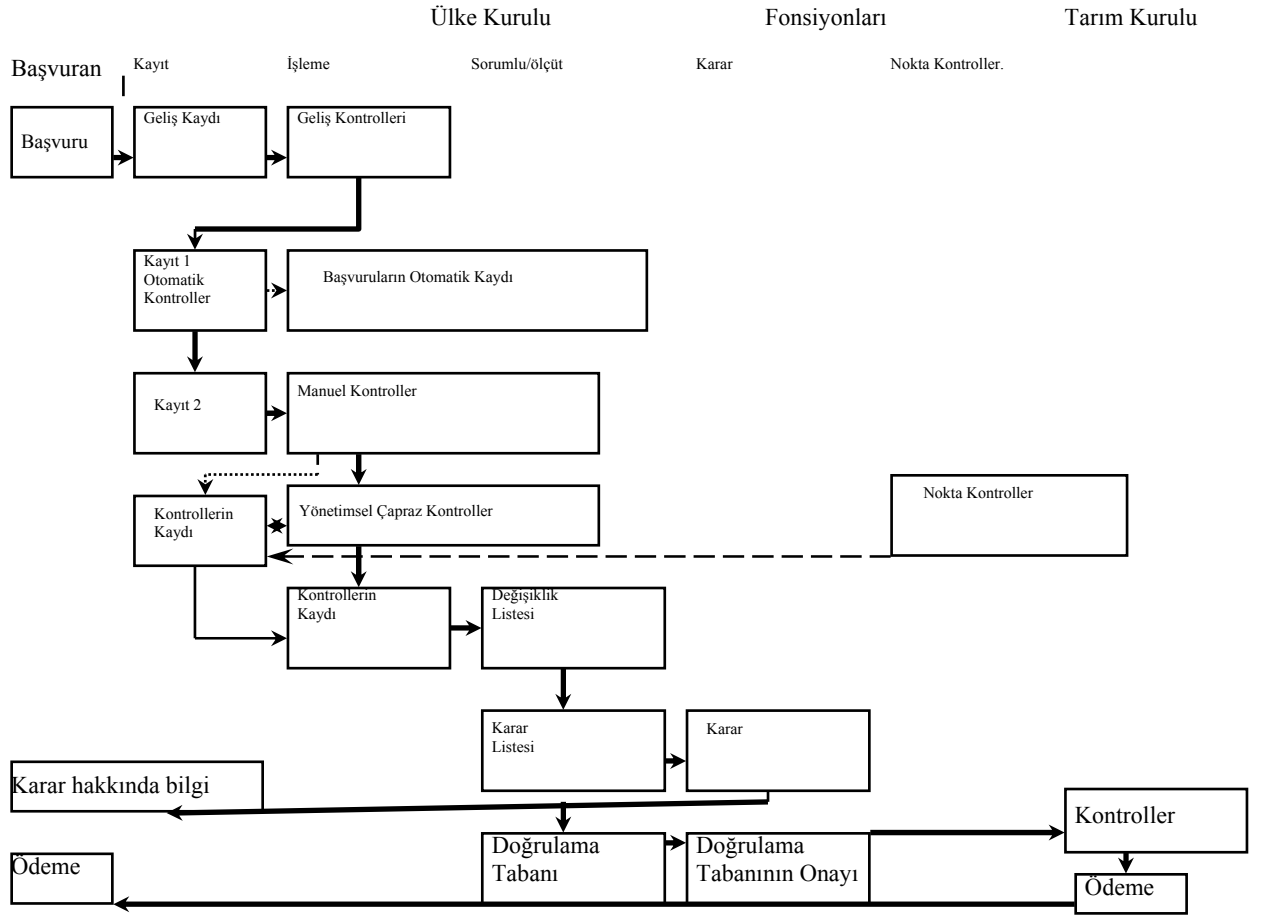 Ülke Kurulu Fonsiyonları Tarım Kurulu
Başvuran Kayıt İşleme Sorumlu/ölçüt Karar Nokta Kontroller.
Başvuru
Geliş Kaydı
Geliş Kontrolleri
Kayıt 1
Otomatik
Kontroller
Başvuruların Otomatik Kaydı
Kayıt 2
Manuel Kontroller
Kontrollerin
Kaydı
Yönetimsel Çapraz Kontroller
Nokta Kontroller
Kontrollerin
Kaydı
Değişiklik
Listesi
Karar
Listesi
Karar
Karar hakkında bilgi
Doğrulama
Tabanı
Doğrulama
Tabanının Onayı
Kontroller
Ödeme
Ödeme